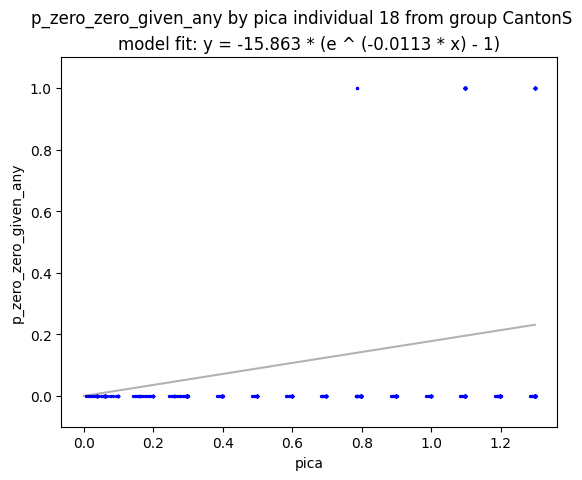 p_zero_zero_given_any by pica individual 18 from group CantonS
model fit: y = -15.863 * (e ^ (-0.0113 * x) - 1)
1.0
0.8
0.6
0.4
0.2
0.0
p_zero_zero_given_any
0.0 0.2 0.4 0.6 0.8 1.0 1.2
pica